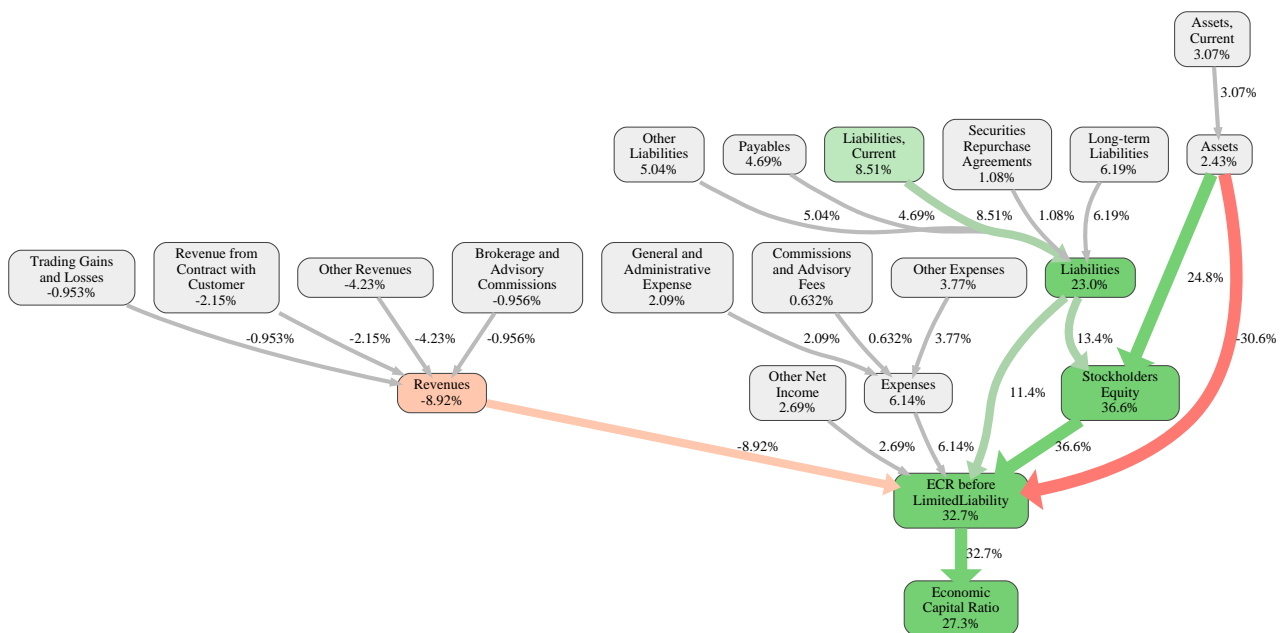 Assets,
Current
3.07%
3.07%
Other
Liabilities
5.04%
Payables
4.69%
Liabilities,
Current
8.51%
Securities
Repurchase
Agreements
1.08%
Long-term
Liabilities
6.19%
Assets
2.43%
5.04%
4.69%
8.51%
1.08%
6.19%
Trading Gains
and Losses
-0.953%
Revenue from
Contract with
Customer
-2.15%
Other Revenues
-4.23%
Brokerage and
Advisory
Commissions
-0.956%
General and
Administrative
Expense
2.09%
Commissions
and Advisory
Fees
0.632%
Other Expenses
3.77%
Liabilities
23.0%
24.8%
-0.953%
-2.15%
-4.23%
-0.956%
2.09%
0.632%
3.77%
13.4%
-30.6%
Revenues
-8.92%
Other Net
Income
2.69%
Expenses
6.14%
11.4%
Stockholders
Equity
36.6%
-8.92%
2.69%
6.14%
36.6%
ECR before
LimitedLiability
32.7%
32.7%
Economic
Capital Ratio
27.3%